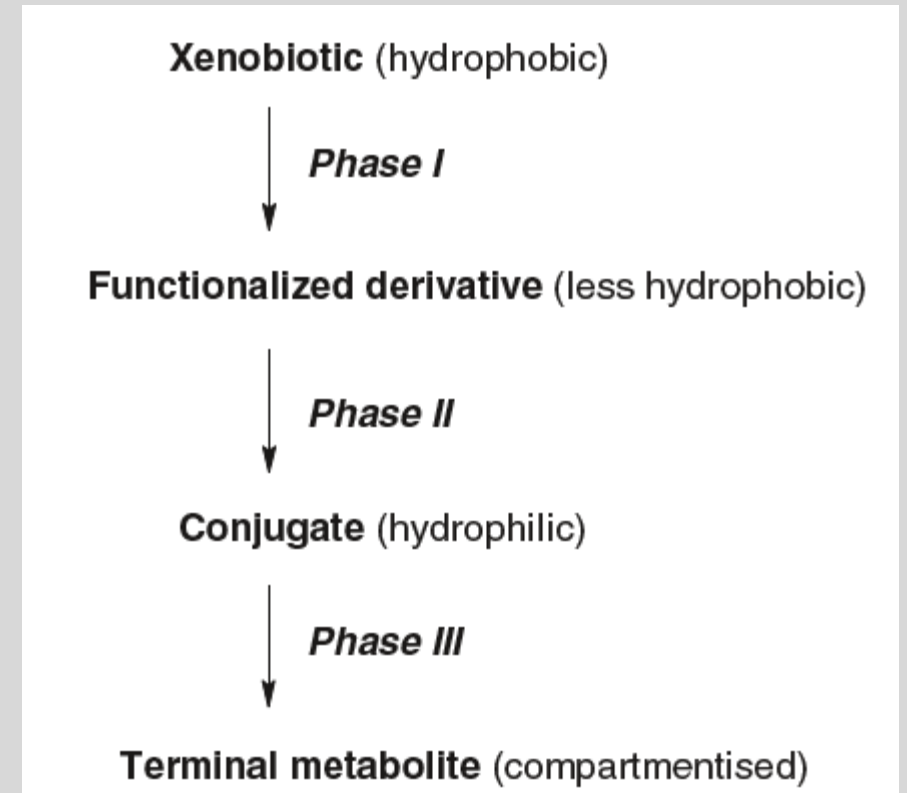 Xenobiotic (hydrophobic)
Phase I
Functionalized derivative (less hydrophobic)
Phase II
Conjugate (hydrophilic)
Phase III
Terminal metabolite (compartmentised)